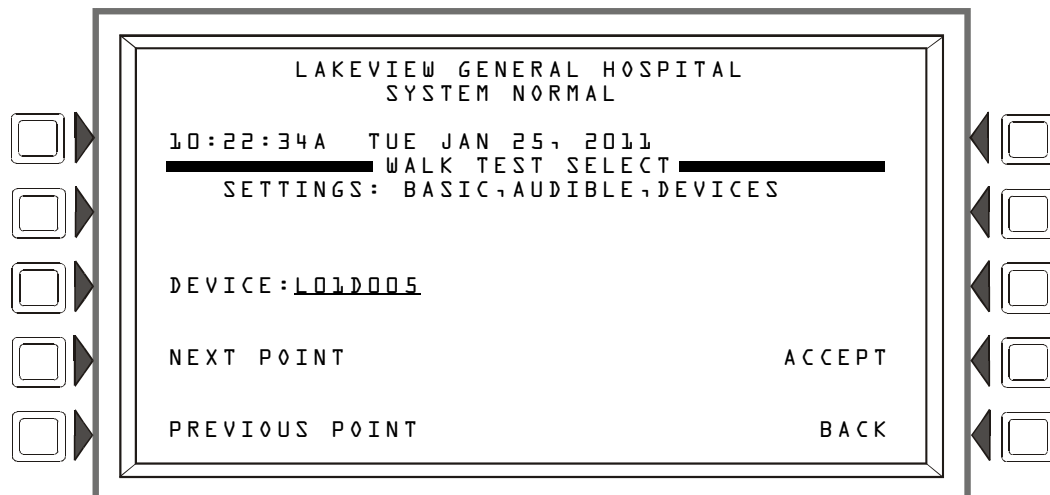 LAKEVIEW GENERAL HOSPITAL
SYSTEM NORMAL
10:22:34A TUE JAN 25, 2011
WALK TEST SELECT
SETTINGS: BASIC,AUDIBLE,DEVICES
DEVICE:L01D005
NEXT POINT ACCEPT
PREVIOUS POINT BACK